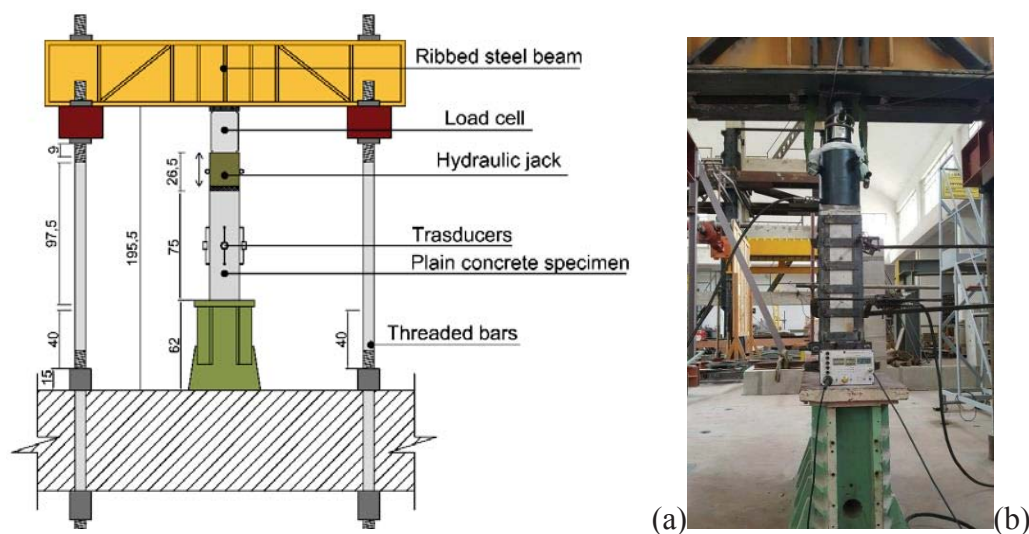 Ribbed steel beam
Load cell
Hydraulic jack
Trasducers
Plain concrete specimen
Threaded bars
9
97,5
40
15
195,5
26,5
75
62
40
(a)
(b)